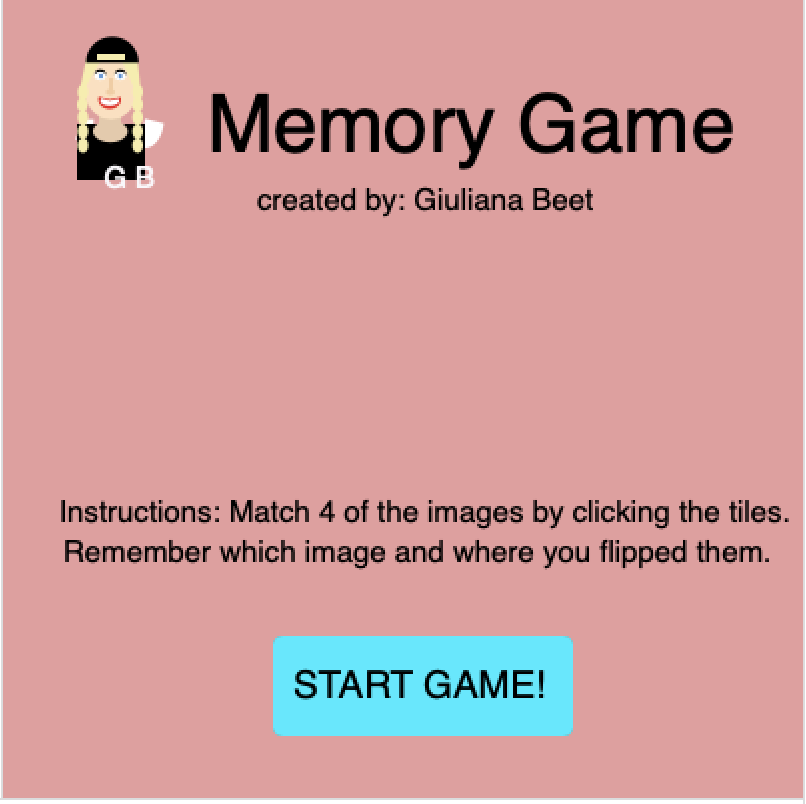 Memory Game
created by: Giuliana Beet
G B
Instructions: Match 4 of the images by clicking the tiles.
Remember which image and where you flipped them.
START GAME!